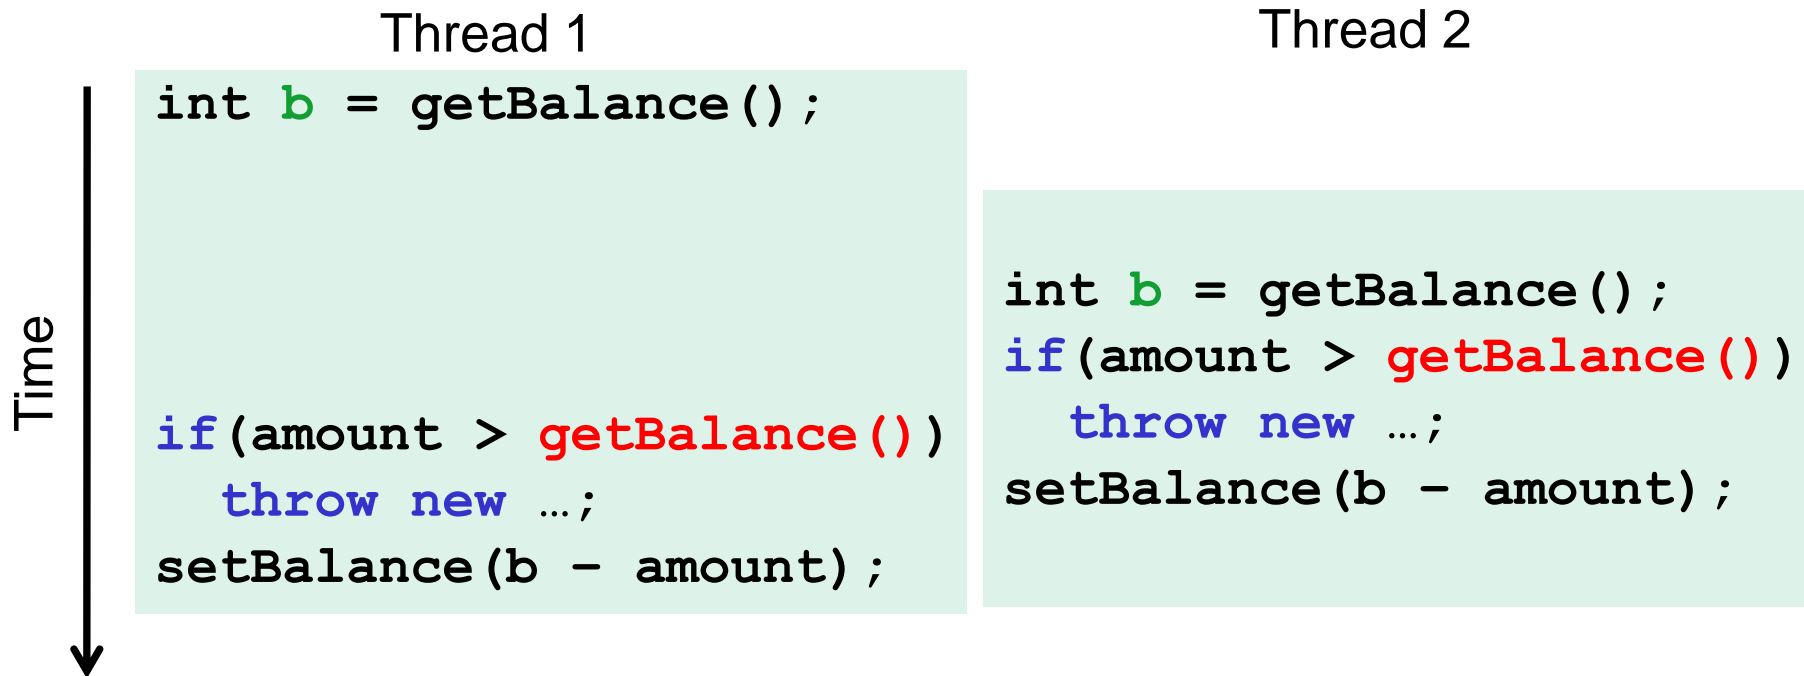 Thread 1
Thread 2
Time
int b = getBalance();
if(amount > getBalance())
  throw new …;
setBalance(b – amount);
int b = getBalance();
if(amount > getBalance())
  throw new …;
setBalance(b – amount);